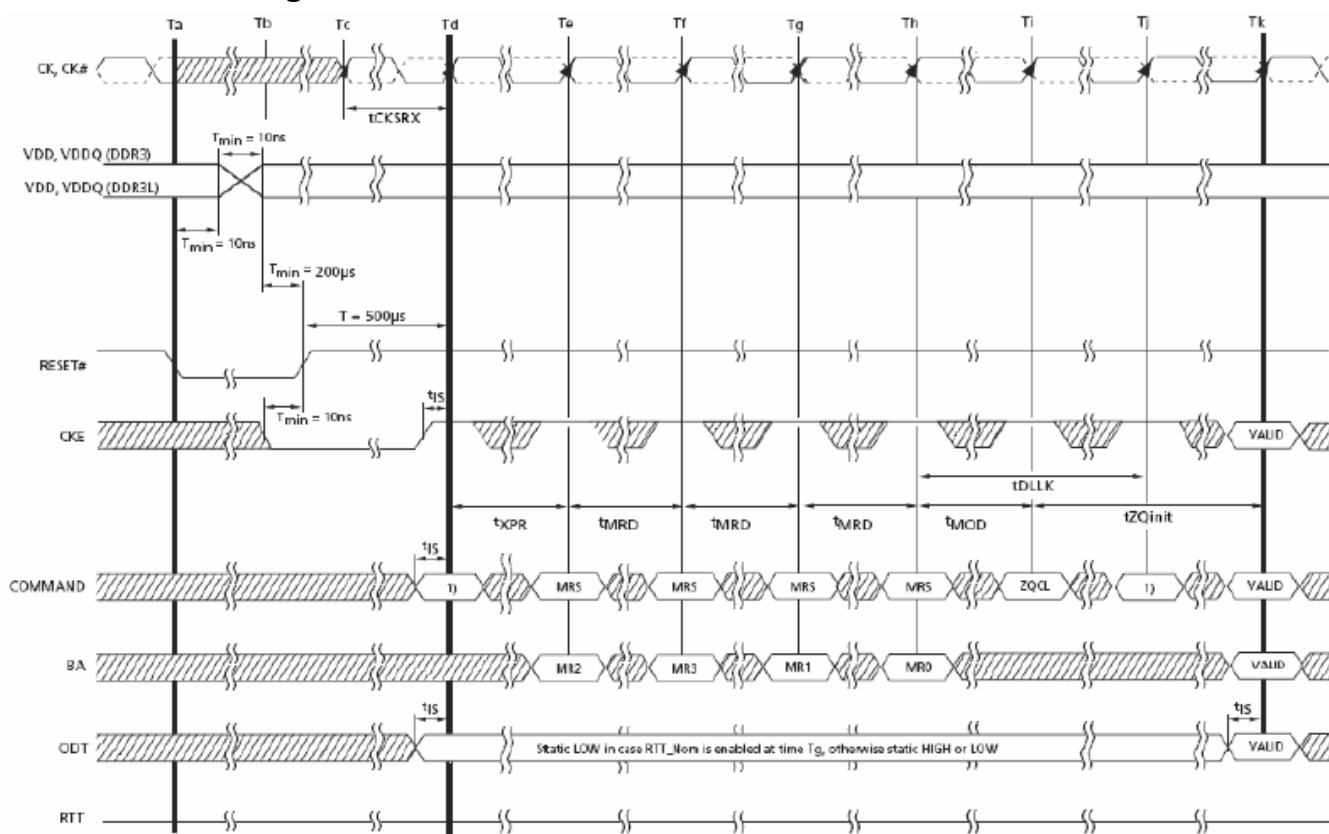 Ta Tb Tc Td Te Tf Tg Th Ti Tj Tk
CK, CK#
tCKSRX
Tmin = 10ns
VDD, VDDQ (DDR3)
VDD, VDDQ (DDR3L)
Tmin = 10ns
Tmin = 200µs
T = 500µs
RESET#
tIS
Tmin = 10ns
CKE
VALID
tDLLK
tXPR tMRD tMRD tMRD tMOD tZQinit
tIS
COMMAND 1) MRS MRS MRS MRS ZQCL 1) VALID
BA MR2 MR3 MR1 MR0 VALID
tIS tIS
ODT Static LOW in case RTT_Nom is enabled at time Tg, otherwise static HIGH or LOW VALID
RTT